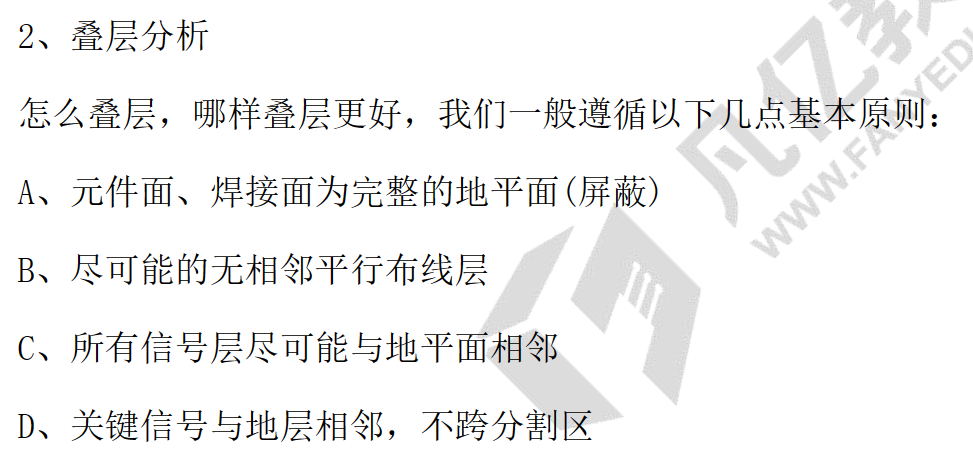 2、叠层分析
怎么叠层，哪样叠层更好，我们一般遵循以下几点基本原则：
A、元件面、焊接面为完整的地平面(屏蔽)
B、尽可能的无相邻平行布线层
C、所有信号层尽可能与地平面相邻
D、关键信号与地层相邻，不跨分割区
凡亿教
WWW.FANYEDU